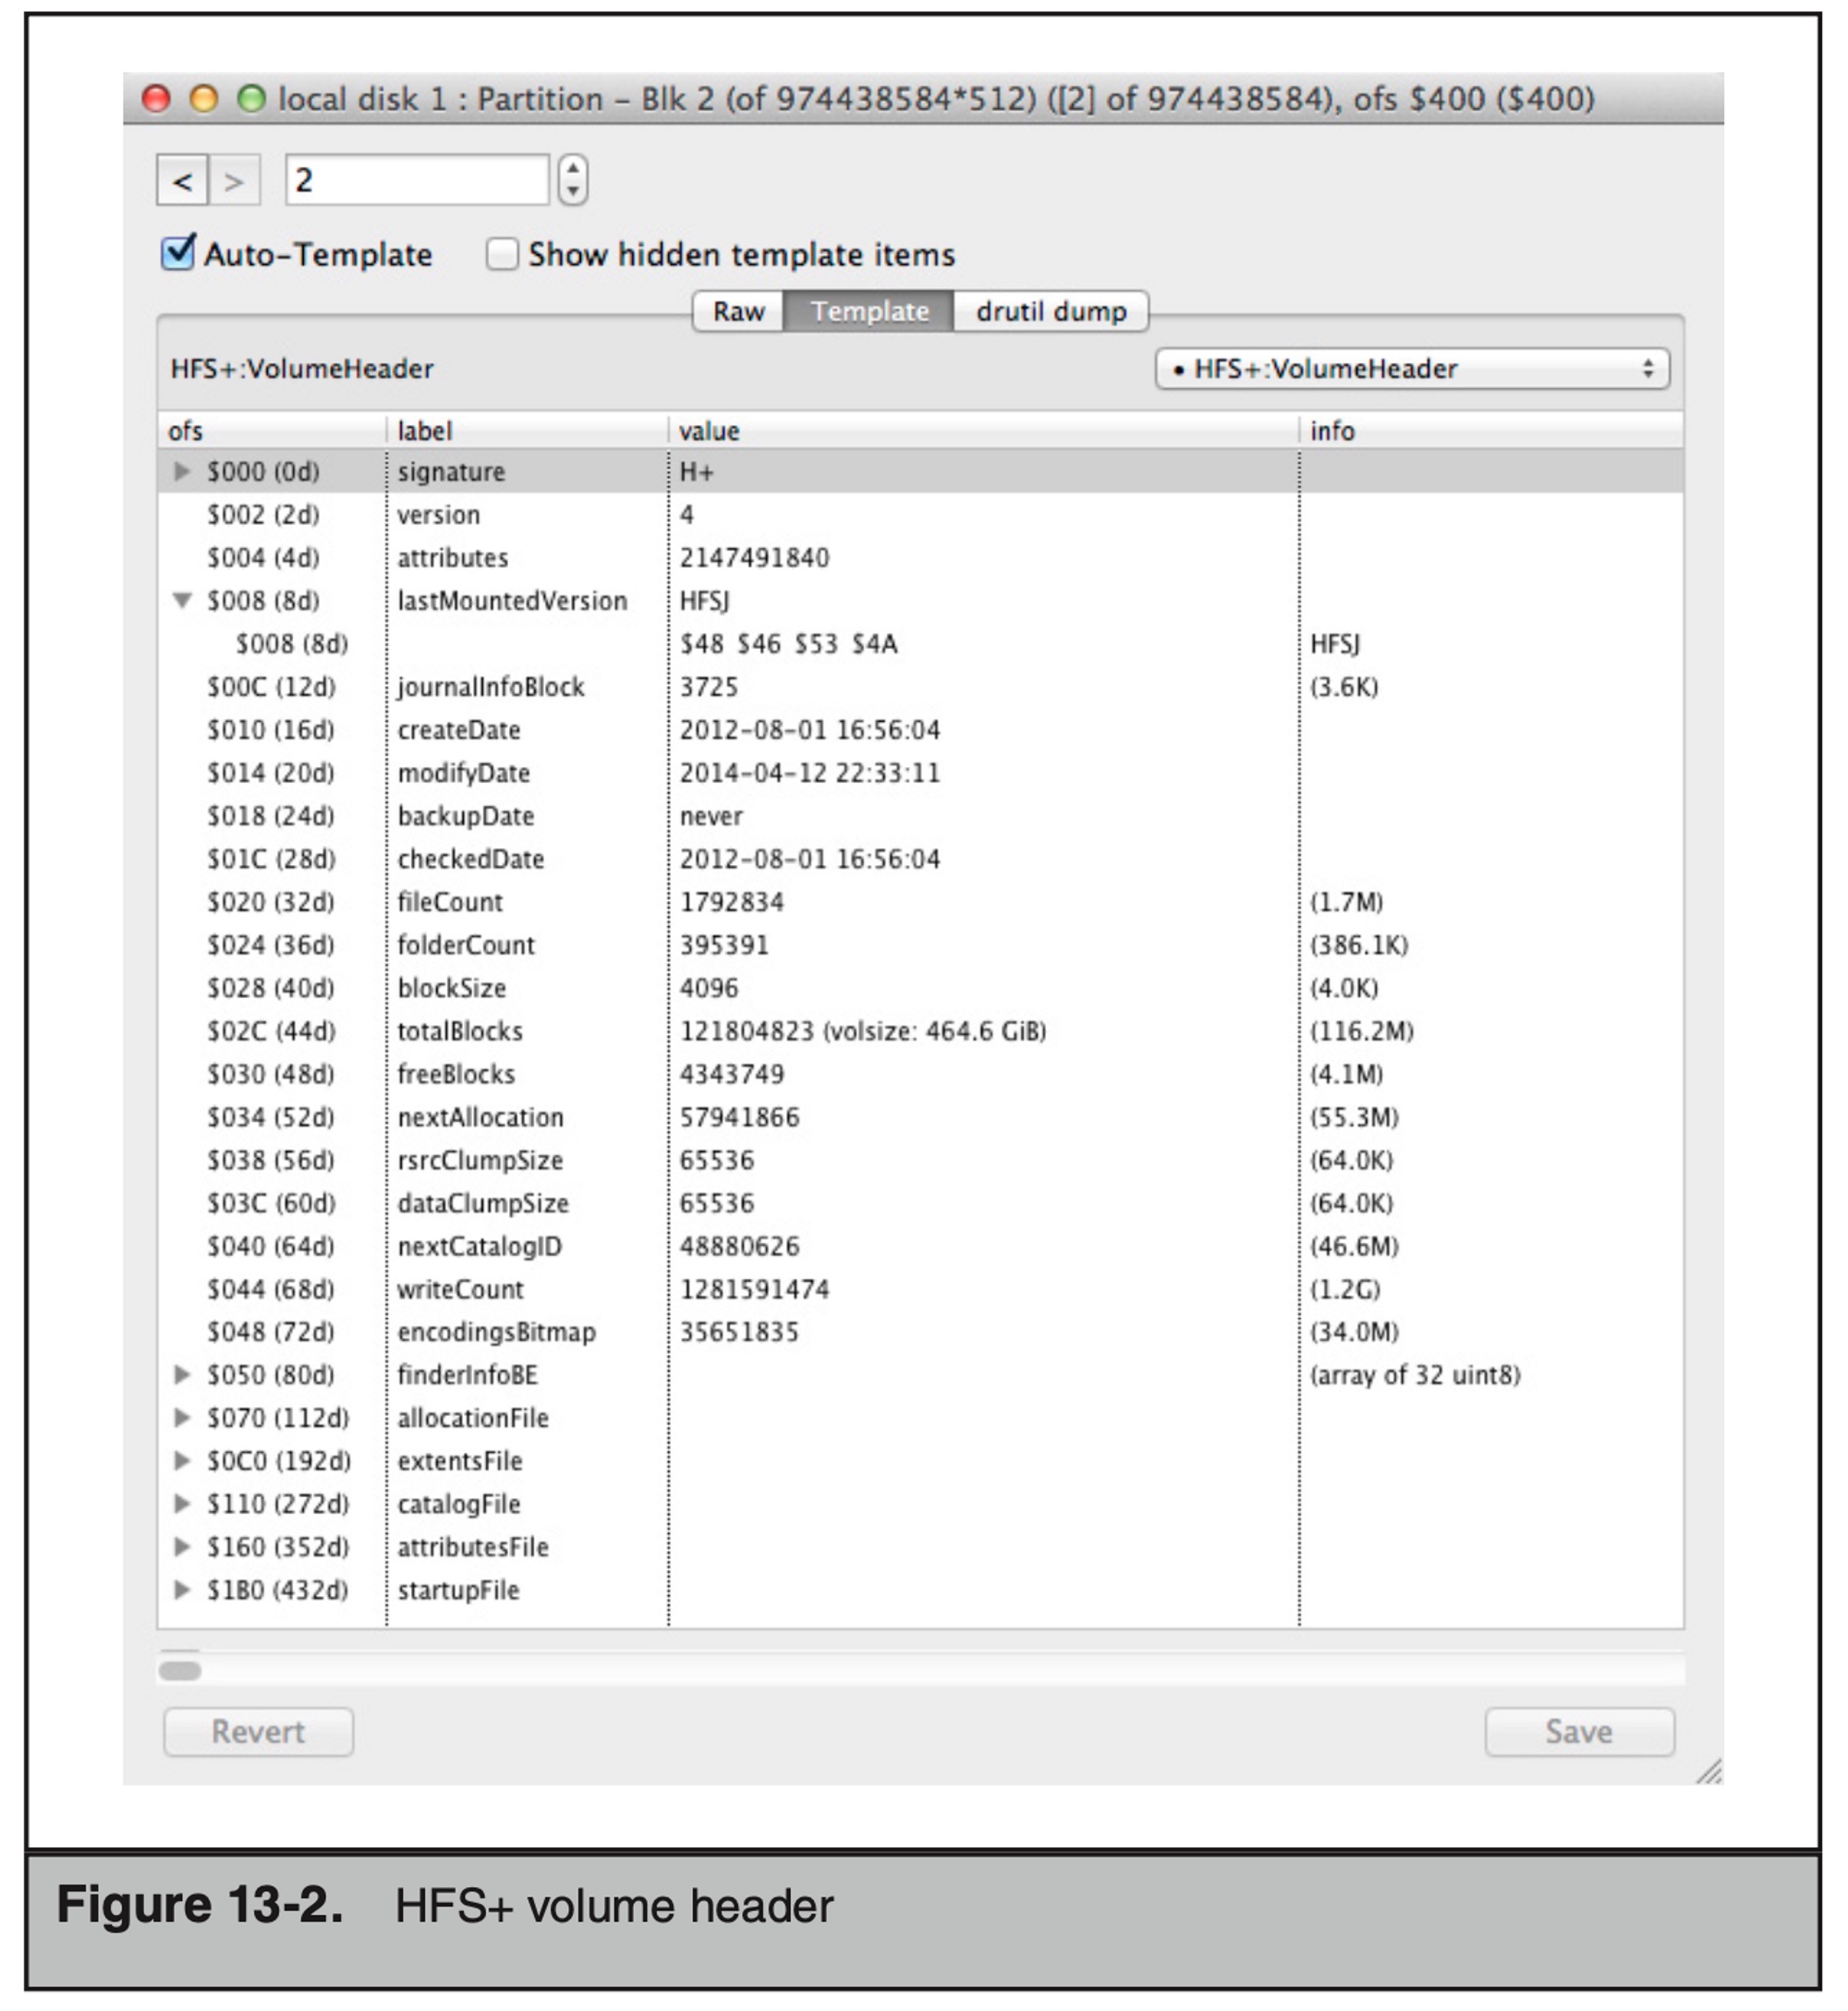 local disk 1 : Partition – Blk 2 (of 974438584*512) ([2] of 974438584), ofs $400 ($400)
< > 2
Auto-Template Show hidden template items
Raw Template drutil dump
HFS+:VolumeHeader • HFS+:VolumeHeader
ofs label value info
$000 (0d) signature H+
$002 (2d) version 4
$004 (4d) attributes 2147491840
$008 (8d) lastMountedVersion HFSJ
$008 (8d) $48 $46 $53 $4A HFSJ
$00C (12d) journalInfoBlock 3725 (3.6K)
$010 (16d) createDate 2012-08-01 16:56:04
$014 (20d) modifyDate 2014-04-12 22:33:11
$018 (24d) backupDate never
$01C (28d) checkedDate 2012-08-01 16:56:04
$020 (32d) fileCount 1792834 (1.7M)
$024 (36d) folderCount 395391 (386.1K)
$028 (40d) blockSize 4096 (4.0K)
$02C (44d) totalBlocks 121804823 (volsize: 464.6 GiB) (116.2M)
$030 (48d) freeBlocks 4343749 (4.1M)
$034 (52d) nextAllocation 57941866 (55.3M)
$038 (56d) rsrcClumpSize 65536 (64.0K)
$03C (60d) dataClumpSize 65536 (64.0K)
$040 (64d) nextCatalogID 48880626 (46.6M)
$044 (68d) writeCount 1281591474 (1.2G)
$048 (72d) encodingsBitmap 35651835 (34.0M)
$050 (80d) finderInfoBE (array of 32 uint8)
$070 (112d) allocationFile
$0C0 (192d) extentsFile
$110 (272d) catalogFile
$160 (352d) attributesFile
$1B0 (432d) startupFile
Revert Save
Figure 13-2. HFS+ volume header